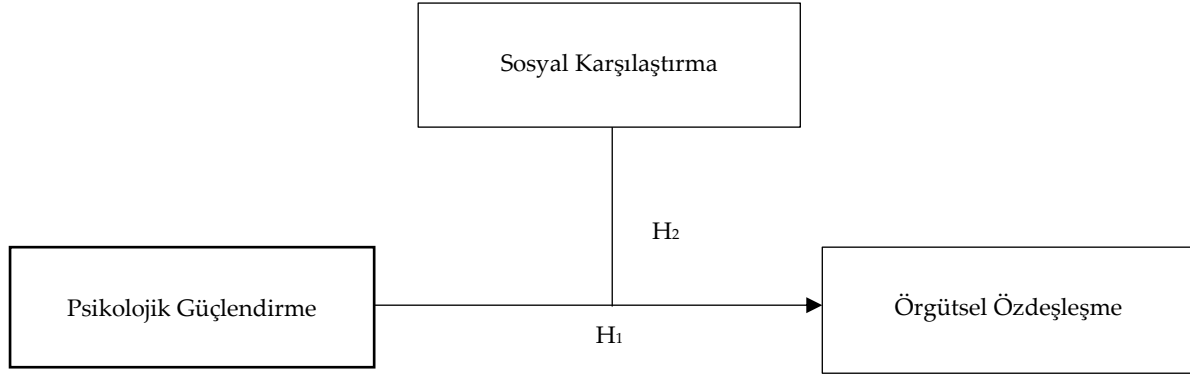 Sosyal Karşılaştırma
H₂
Psikolojik Güçlendirme
Örgütsel Özdeşleşme
H₁